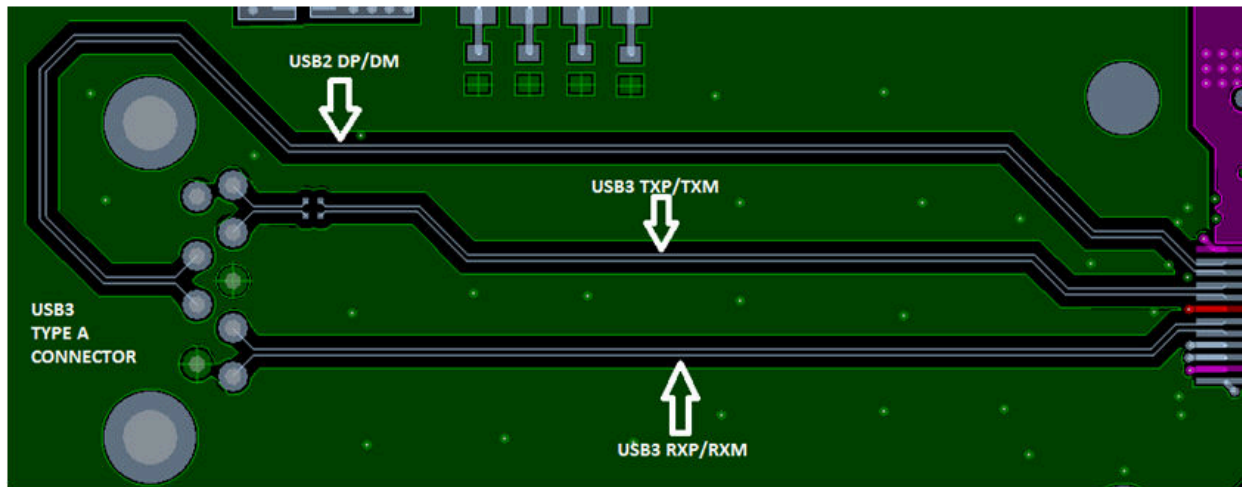 USB2 DP/DM
USB3 TXP/TXM
USB3
TYPE A
CONNECTOR
USB3 RXP/RXM